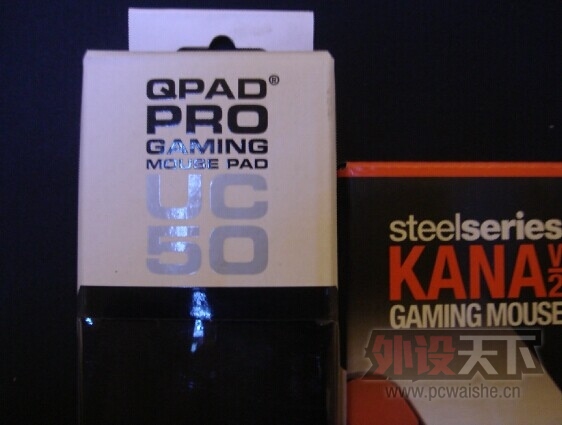 QPAD®
PRO
GAMING
MOUSE PAD
UC
50
steelseries
KANA V2
GAMING MOUSE
外设天下
www.pcwaishe.cn